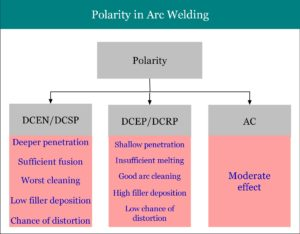 Polarity in Arc Welding
Polarity
DCEN/DCSP
Deeper penetration
Sufficient fusion
Worst cleaning
Low filler deposition
Chance of distortion
DCEP/DCRP
Shallow penetration
Insufficient melting
Good arc cleaning
High filler deposition
Low chance of
distortion
AC
Moderate
effect